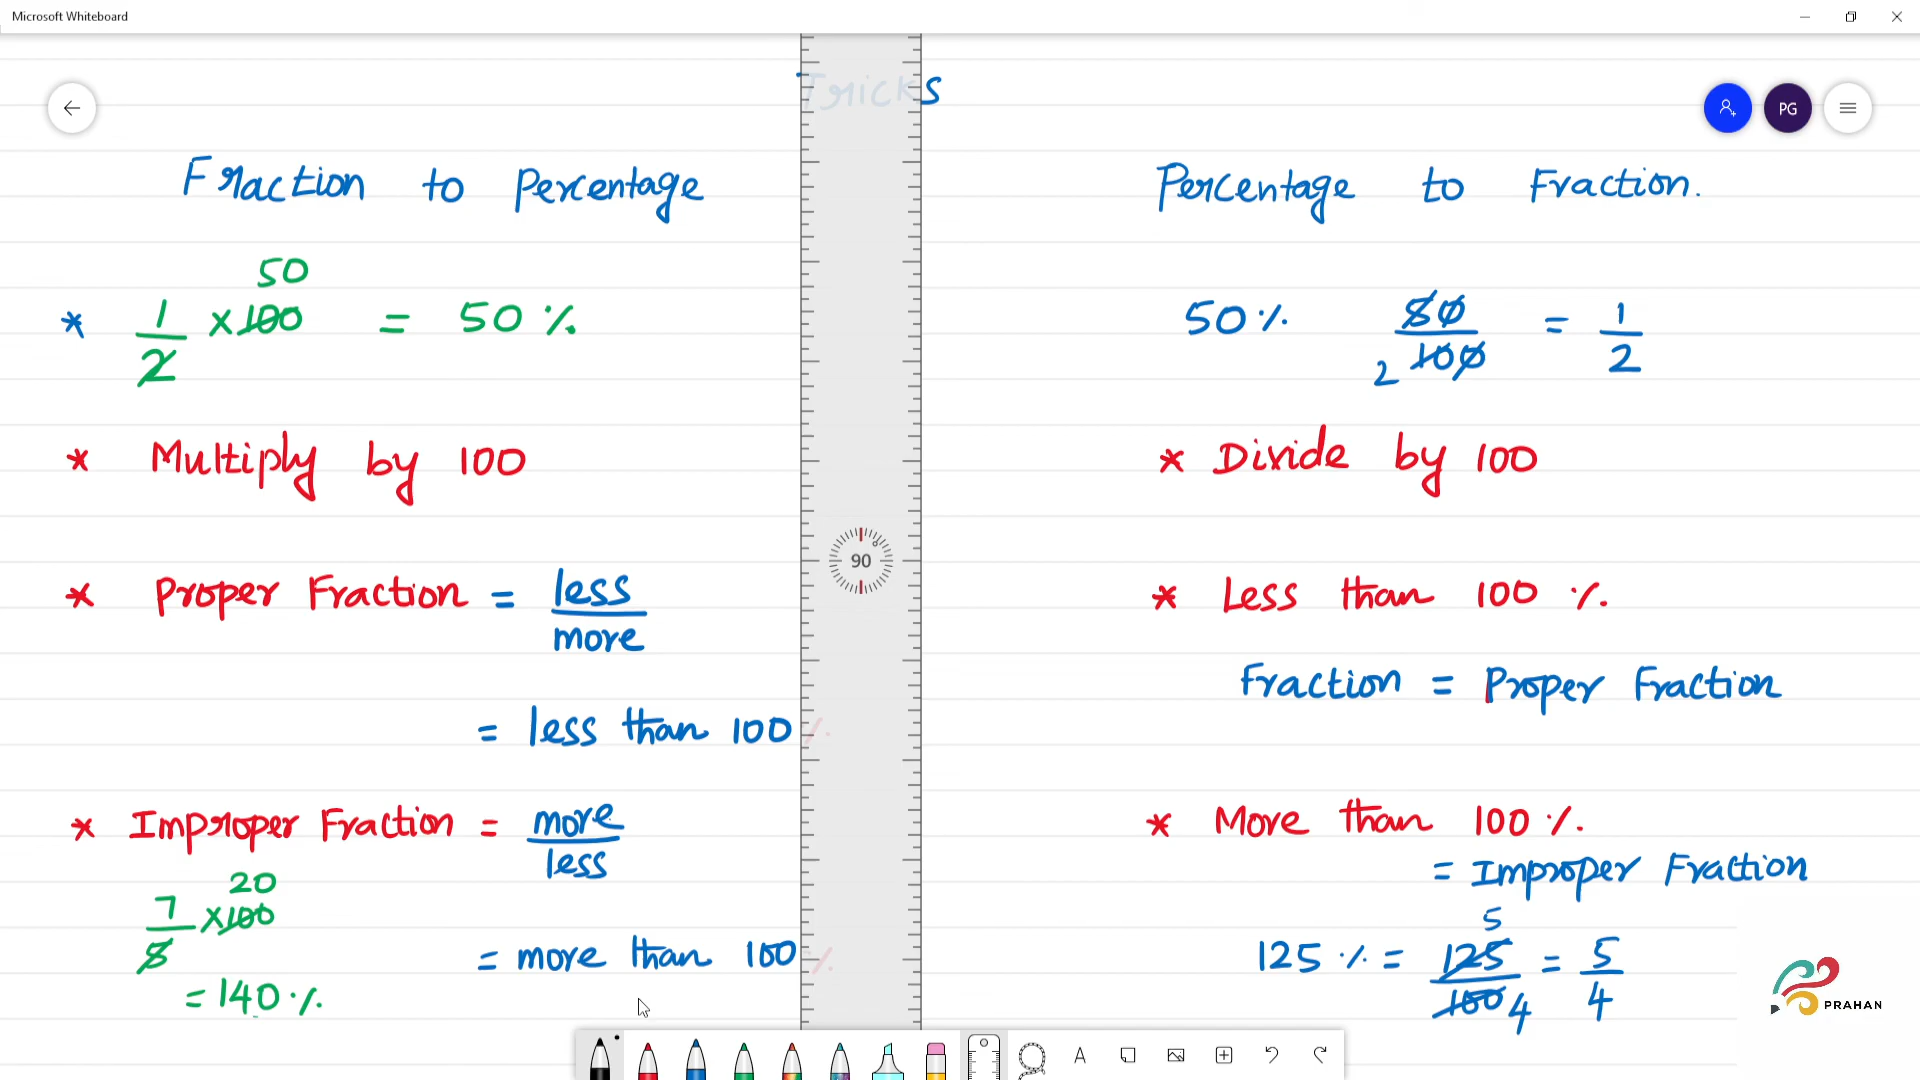 Microsoft Whiteboard
Tricks
PG
Fraction to Percentage
50
* 1/2 × 100 = 50 %
* Multiply by 100
* Proper Fraction = less/more
= less than 100 %
* Improper Fraction = more/less
20
7/5 × 100
= more than 100 %
= 140 %
90
Percentage to Fraction.
50 % 50/100 = 1/2
2
* Divide by 100
* Less than 100 %
Fraction = Proper Fraction
* More than 100 %
= Improper Fraction
5
125 % = 125/100 = 5/4
4
PRAHAN
A